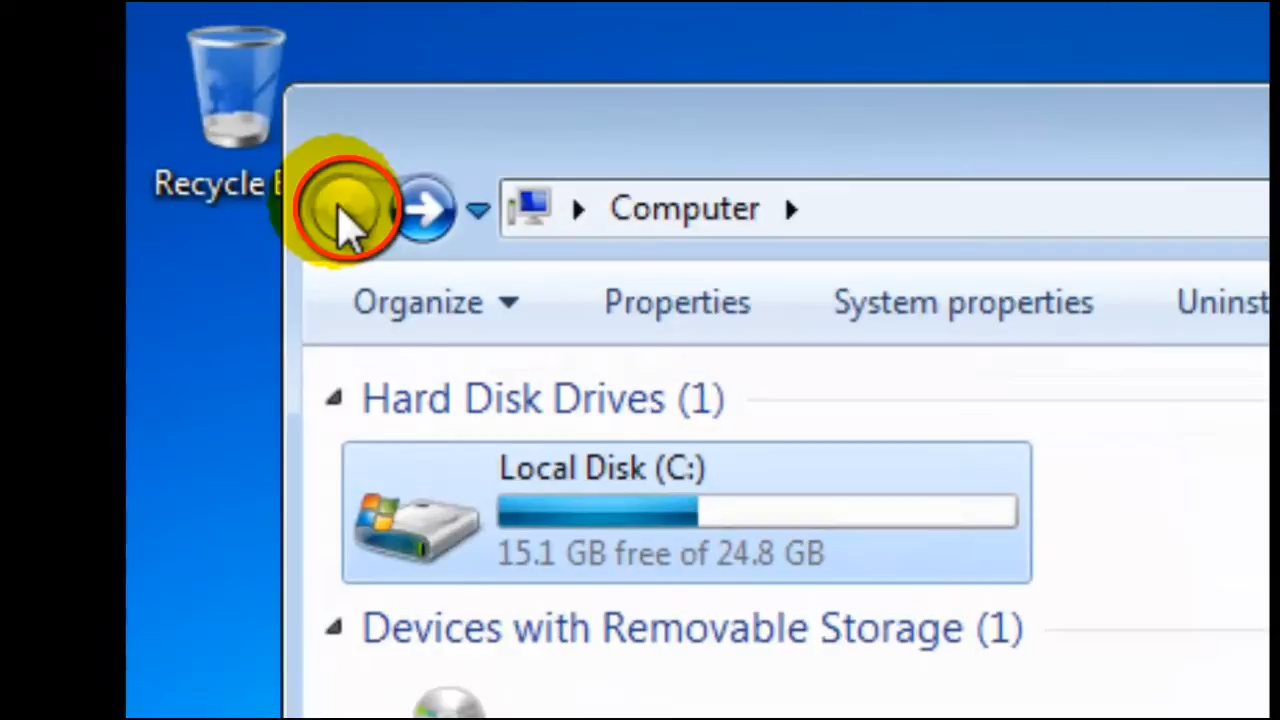 Recycle
Computer
Organize
Properties
System properties
Hard Disk Drives (1)
Local Disk (C:)
15.1 GB free of 24.8 GB
Devices with Removable Storage (1)